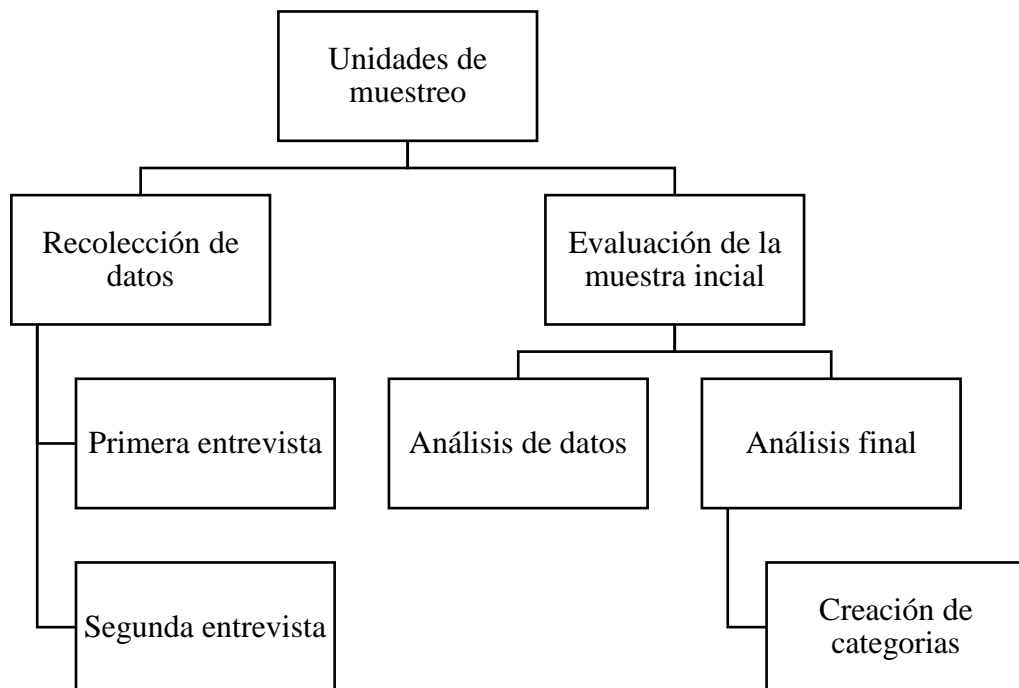 Unidades de
muestreo
Recolección de
datos
Evaluación de la
muestra incial
Primera entrevista
Análisis de datos
Análisis final
Segunda entrevista
Creación de
categorias